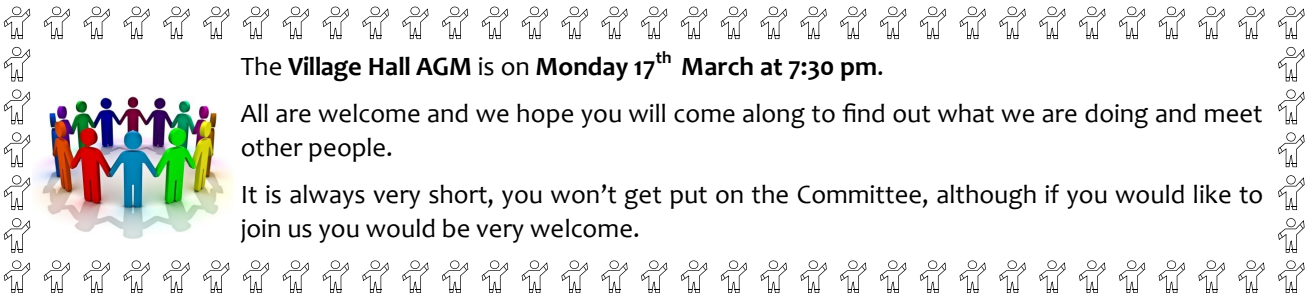 The Village Hall AGM is on Monday 17th March at 7:30 pm.
All are welcome and we hope you will come along to find out what we are doing and meet
other people.
It is always very short, you won't get put on the Committee, although if you would like to
join us you would be very welcome.